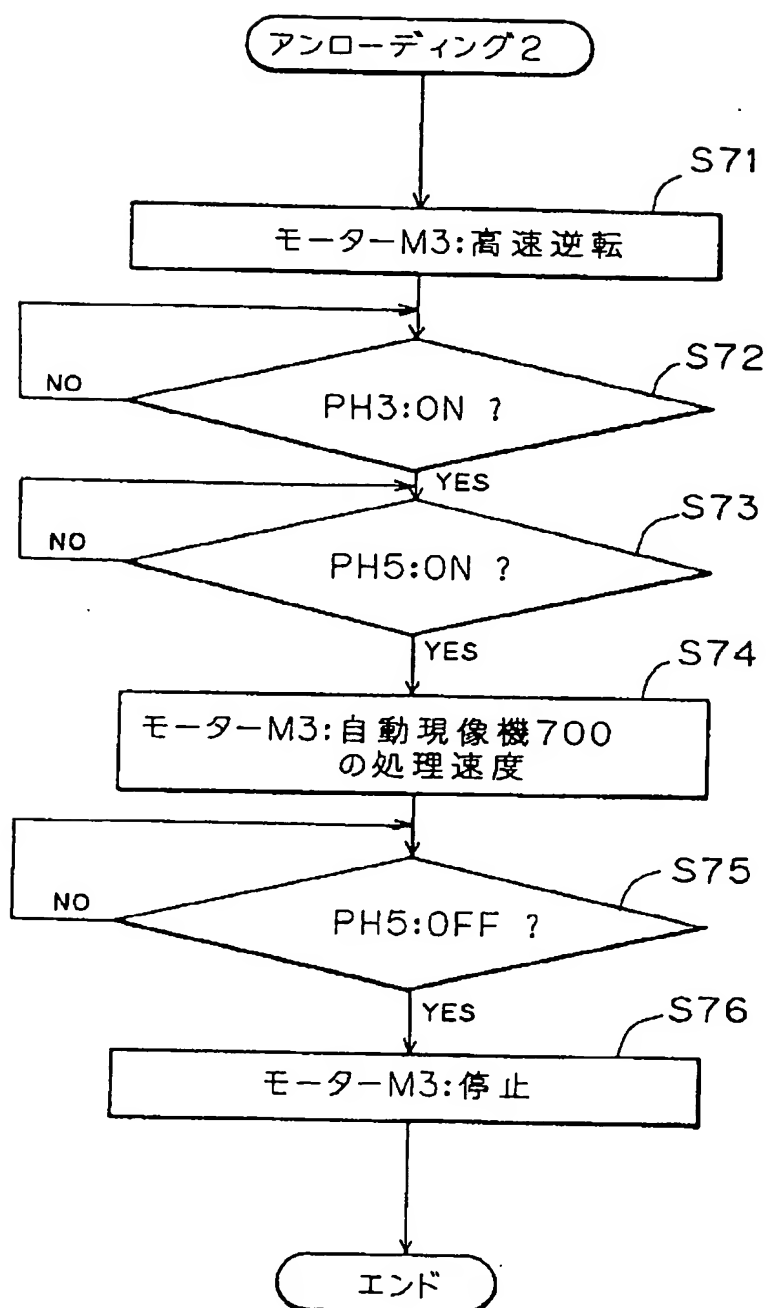 アンローディング2
S71
モーターM3:高速逆転
S72
NO
PH3:ON ?
YES
S73
NO
PH5:ON ?
YES
S74
モーターM3:自動現像機700
の処理速度
S75
NO
PH5:OFF ?
YES
S76
モーターM3:停止
エンド